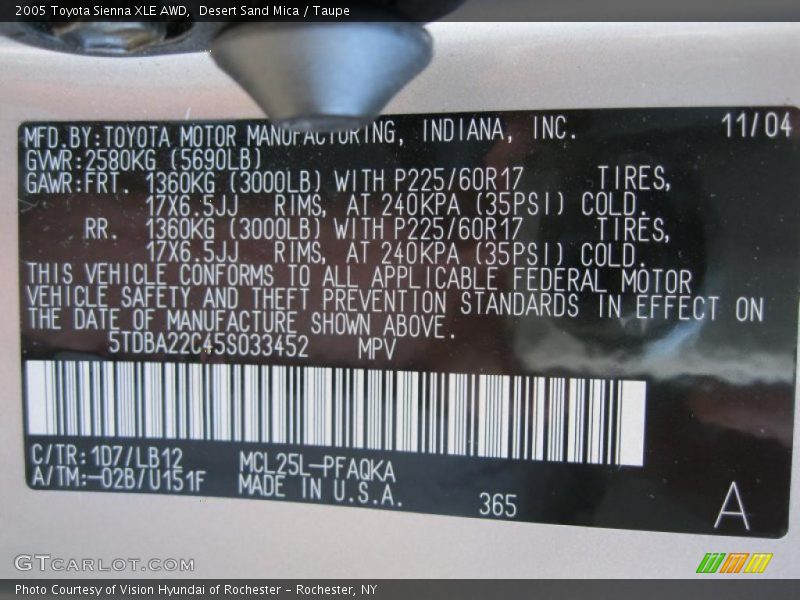 2005 Toyota Sienna XLE AWD, Desert Sand Mica / Taupe
MFD.BY:TOYOTA MOTOR MANUFACTURING, INDIANA, INC. 11/04
GVWR:2580KG (5690LB)
GAWR:FRT. 1360KG (3000LB) WITH P225/60R17 TIRES,
17X6.5JJ RIMS, AT 240KPA (35PSI) COLD.
RR. 1360KG (3000LB) WITH P225/60R17 TIRES,
17X6.5JJ RIMS, AT 240KPA (35PSI) COLD.
THIS VEHICLE CONFORMS TO ALL APPLICABLE FEDERAL MOTOR
VEHICLE SAFETY AND THEFT PREVENTION STANDARDS IN EFFECT ON
THE DATE OF MANUFACTURE SHOWN ABOVE.
5TDBA22C45S033452 MPV
C/TR:1D7/LB12 MCL25L-PFAQKA
A/TM:-02B/U151F MADE IN U.S.A. 365 A
GTCARLOT.COM
Photo Courtesy of Vision Hyundai of Rochester - Rochester, NY